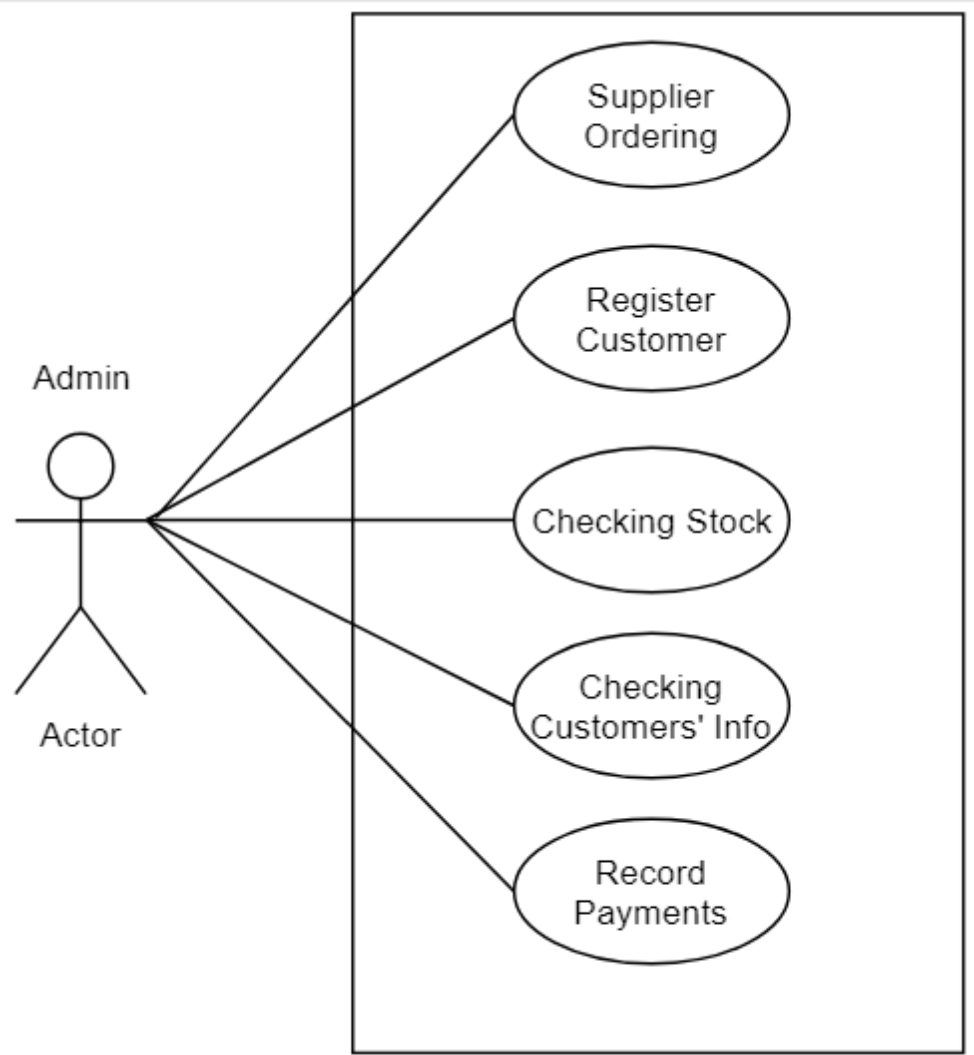 Supplier
Ordering
Register
Customer
Admin
Checking Stock
Checking
Customers' Info
Actor
Record
Payments